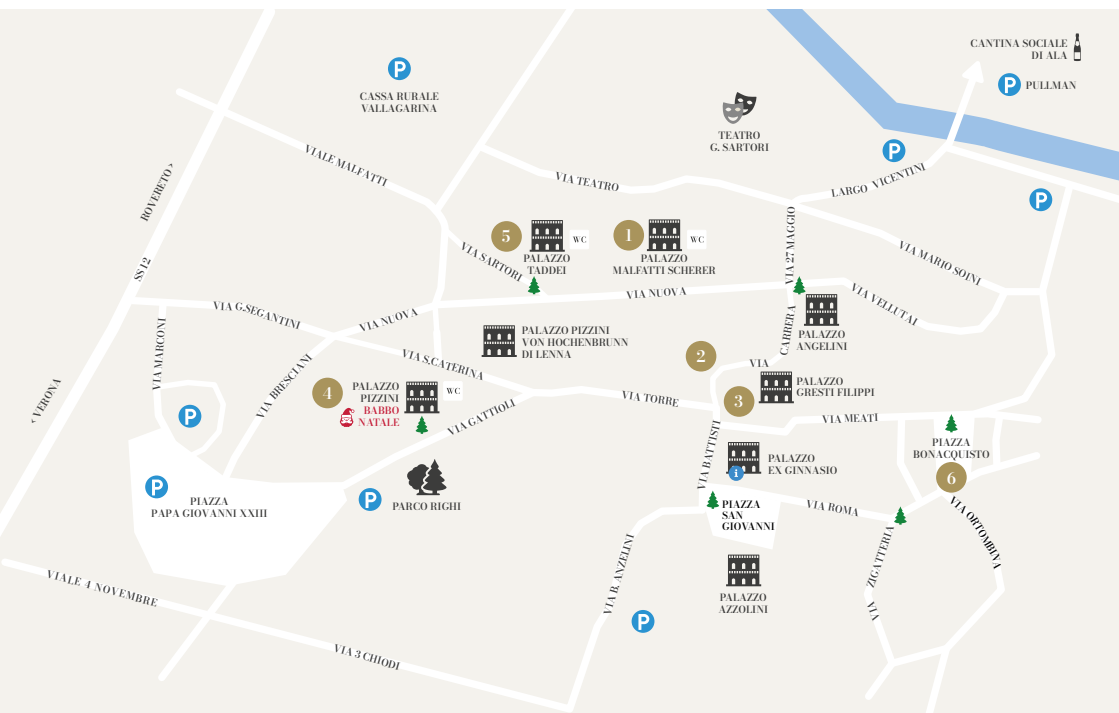 CANTINA SOCIALE
DI ALA
P
PULLMAN
P
CASSA RURALE
VALLAGARINA
TEATRO
G. SARTORI
P
P
VIALE MALFATTI
VIA TEATRO
LARGO VICENTINI
ROVERETO >
SS12
< VERONA
5
WC
PALAZZO
TADDEI
1
WC
PALAZZO
MALFATTI SCHERER
VIA SARTORI
VIA 27 MAGGIO
VIA MARIO SOINI
VIA NUOVA
VIA VELLUTAI
VIA G.SEGANTINI
VIA NUOVA
PALAZZO
ANGELINI
VIA MARCONI
VIA BRESCIANI
VIA S.CATERINA
PALAZZO PIZZINI
VON HOCHENBRUNN
DI LENNA
2
VIA CARRERA
4
PALAZZO
PIZZINI
BABBO
NATALE
WC
3
PALAZZO
GRESTI FILIPPI
VIA TORRE
VIA GATTIOLI
VIA MEATI
P
VIA BATTISTI
PIAZZA
BONACQUISTO
6
PALAZZO
EX GINNASIO
i
P
PIAZZA
PAPA GIOVANNI XXIII
P
PARCO RIGHI
PIAZZA
SAN
GIOVANNI
VIA ROMA
VIA ORTOMBINA
VIA ZIGATTERIA
VIA B. ANZELINI
PALAZZO
AZZOLINI
P
VIALE 4 NOVEMBRE
VIA 3 CHIODI